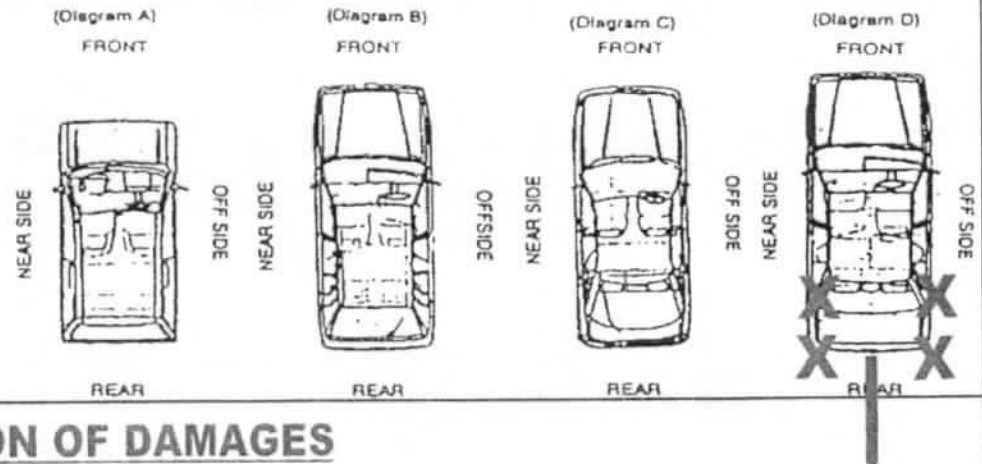 (Diagram A) (Diagram B) (Diagram C) (Diagram D)
FRONT FRONT FRONT FRONT
NEAR SIDE OFF SIDE NEAR SIDE OFFSIDE NEAR SIDE OFF SIDE NEAR SIDE OFF SIDE
X X
X X
REAR REAR REAR REAR
ON OF DAMAGES